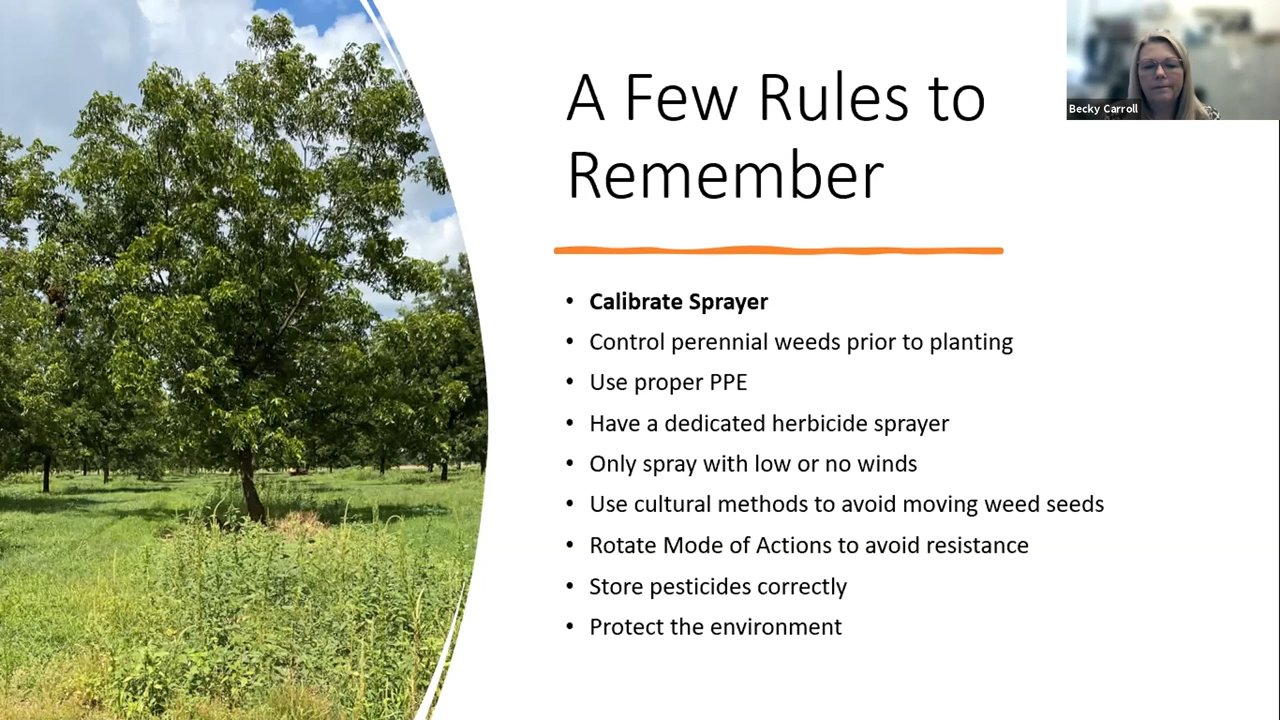 A Few Rules to
Remember
Becky Carroll
• Calibrate Sprayer
• Control perennial weeds prior to planting
• Use proper PPE
• Have a dedicated herbicide sprayer
• Only spray with low or no winds
• Use cultural methods to avoid moving weed seeds
• Rotate Mode of Actions to avoid resistance
• Store pesticides correctly
• Protect the environment